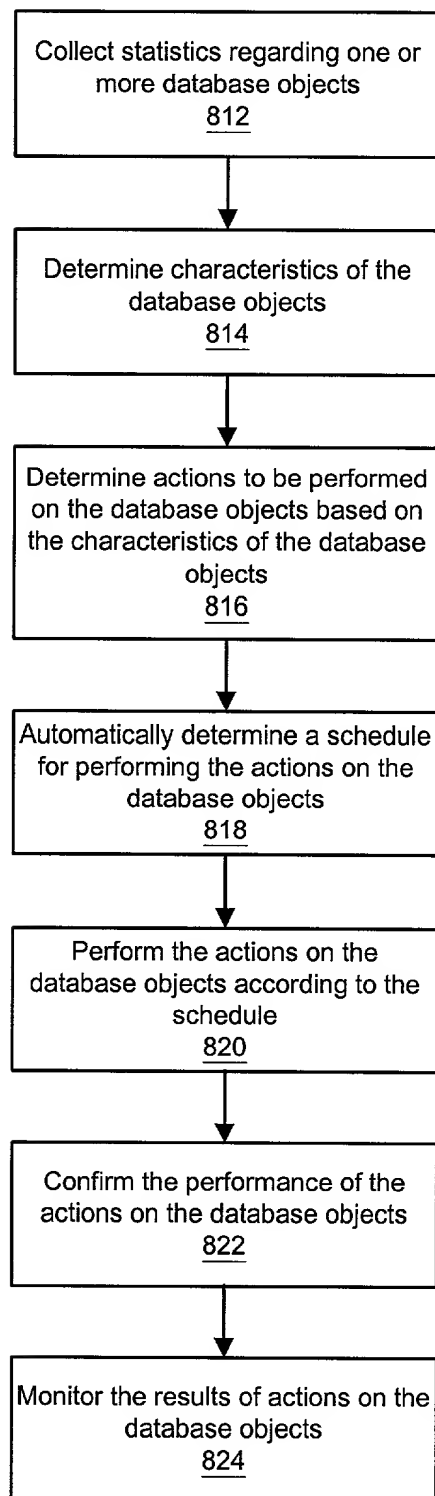 Collect statistics regarding one or
more database objects
812
Determine characteristics of the
database objects
814
Determine actions to be performed
on the database objects based on
the characteristics of the database
objects
816
Automatically determine a schedule
for performing the actions on the
database objects
818
Perform the actions on the
database objects according to the
schedule
820
Confirm the performance of the
actions on the database objects
822
Monitor the results of actions on the
database objects
824